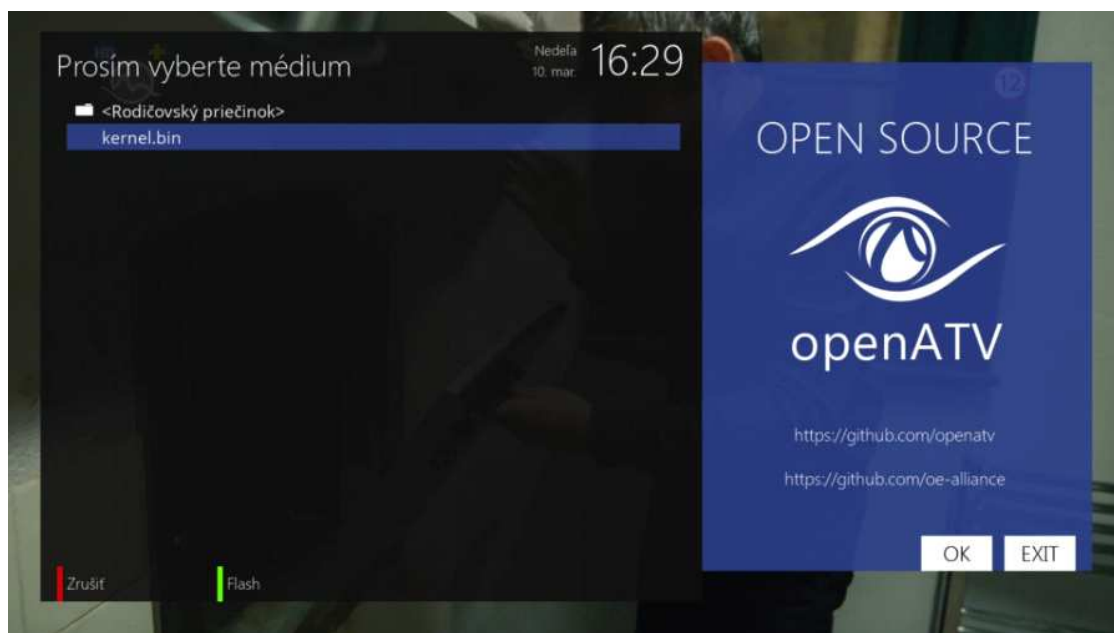 Prosím vyberte médium
Nedeľa
10. mar.
16:29
<Rodičovský priečinok>
kernel.bin
12
OPEN SOURCE
openATV
https://github.com/openatv
https://github.com/oe-alliance
OK
EXIT
Zrušiť
Flash